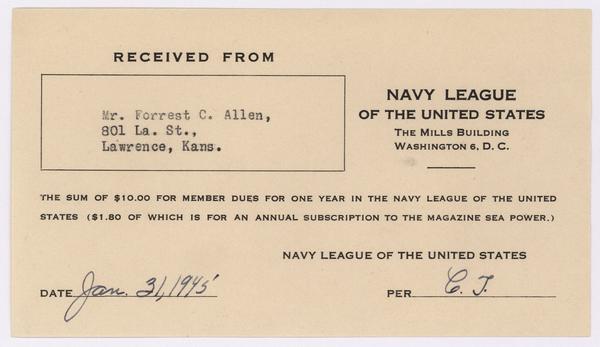 RECEIVED FROM
Mr. Forrest C. Allen,
801 La. St.,
Lawrence, Kans.
NAVY LEAGUE
OF THE UNITED STATES
THE MILLS BUILDING
WASHINGTON 6, D. C.
THE SUM OF $10.00 FOR MEMBER DUES FOR ONE YEAR IN THE NAVY LEAGUE OF THE UNITED
STATES ($1.80 OF WHICH IS FOR AN ANNUAL SUBSCRIPTION TO THE MAGAZINE SEA POWER.)
NAVY LEAGUE OF THE UNITED STATES
DATE Jan. 31, 1945 PER C. T.